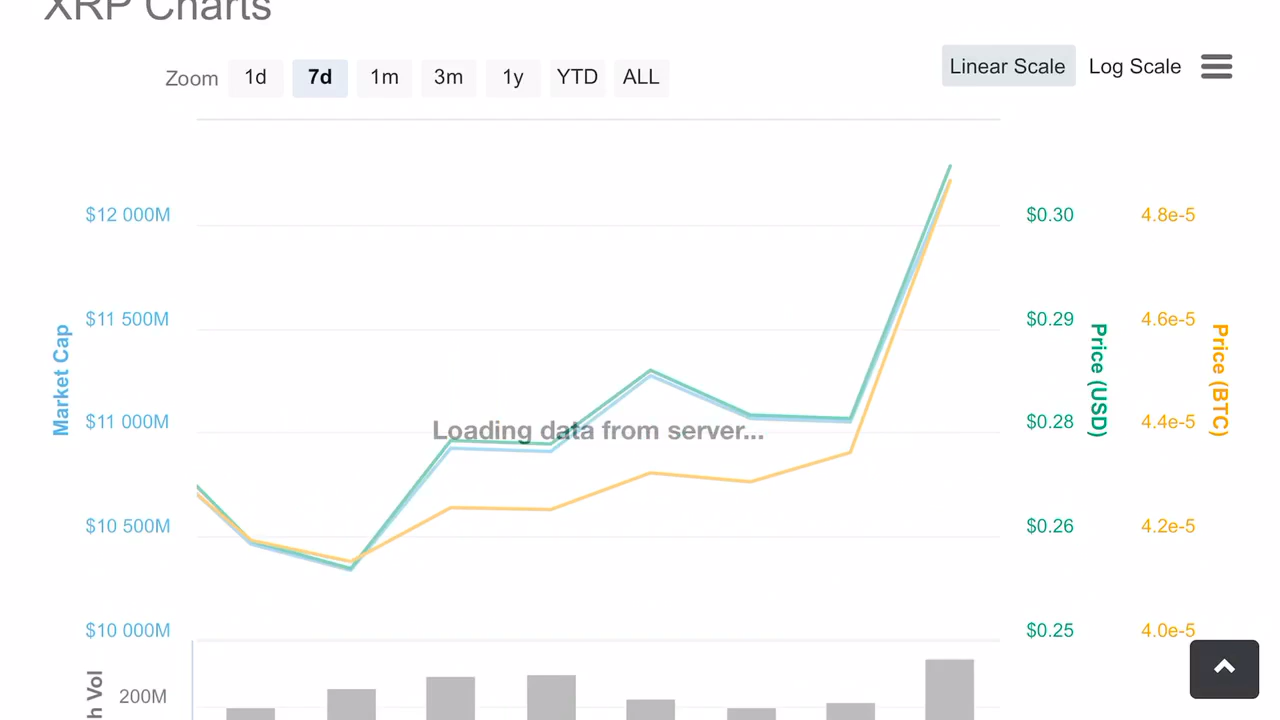 XRP Charts
Zoom 1d 7d 1m 3m 1y YTD ALL Linear Scale Log Scale
$12 000M $0.30 4.8e-5
$11 500M $0.29 4.6e-5
Market Cap
Price (USD)
Price (BTC)
$11 000M $0.28 4.4e-5
Loading data from server...
$10 500M $0.26 4.2e-5
$10 000M $0.25 4.0e-5
h Vol
200M